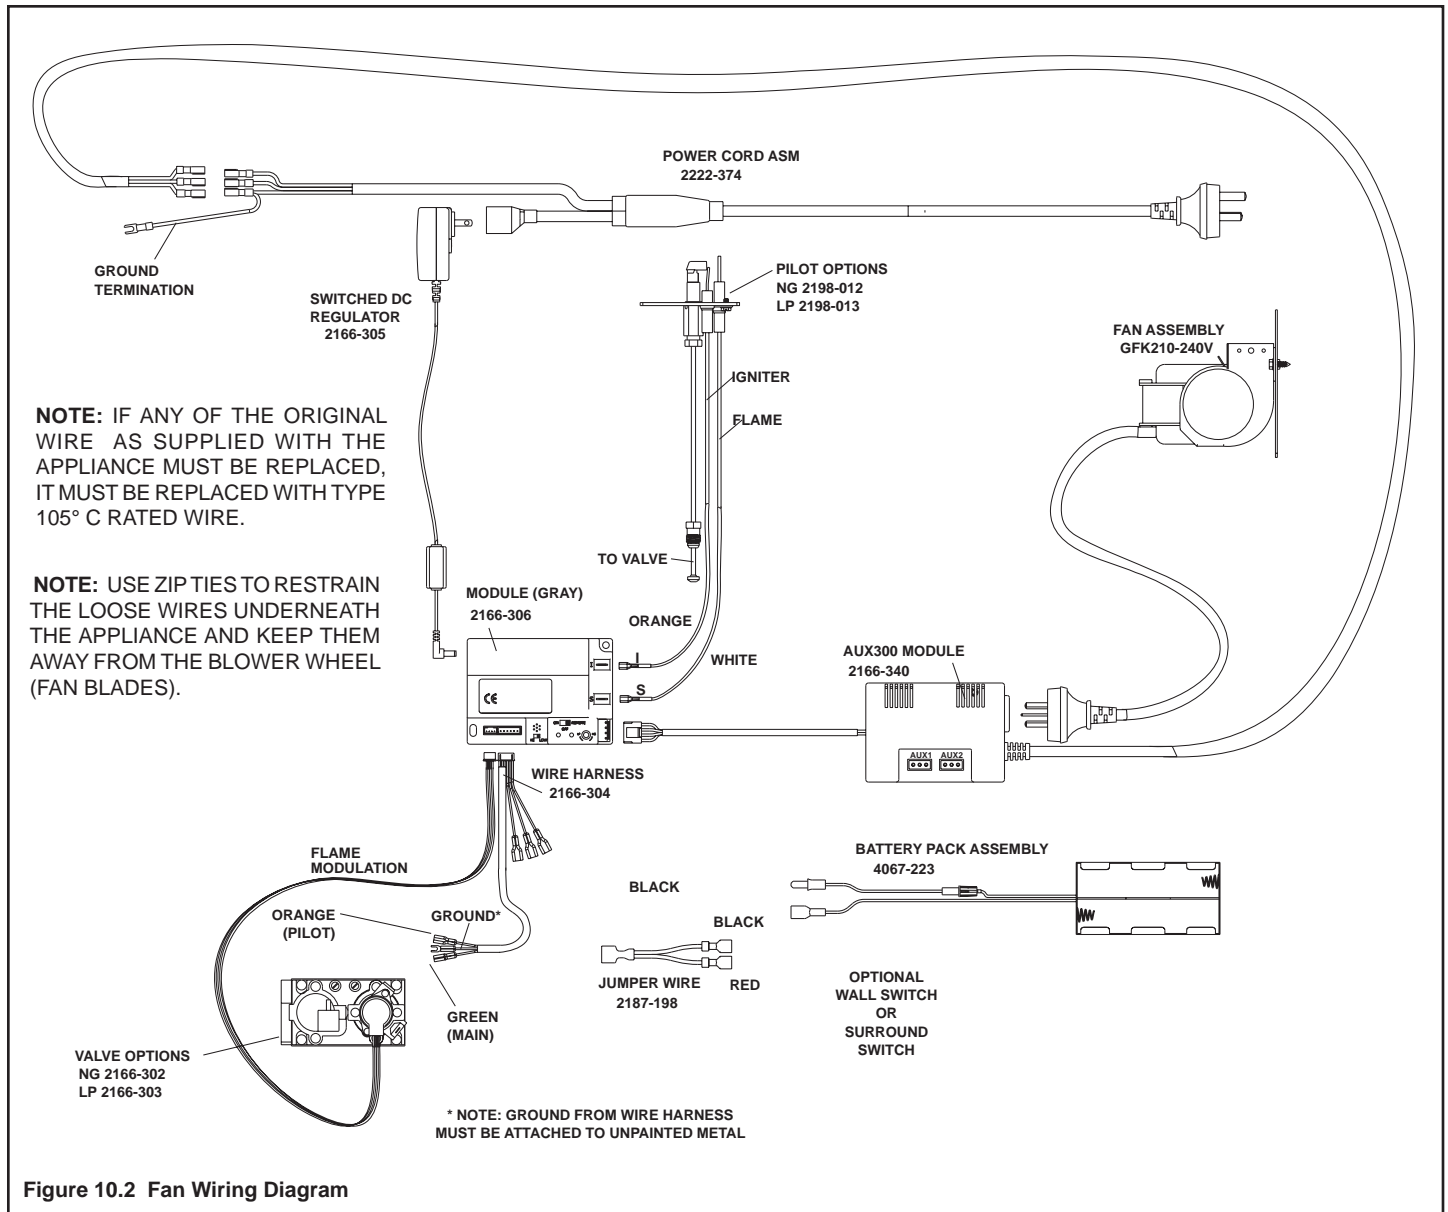 POWER CORD ASM
2222-374
GROUND
TERMINATION
SWITCHED DC
REGULATOR
2166-305
PILOT OPTIONS
NG 2198-012
LP 2198-013
FAN ASSEMBLY
GFK210-240V
IGNITER
FLAME
NOTE: IF ANY OF THE ORIGINAL
WIRE AS SUPPLIED WITH THE
APPLIANCE MUST BE REPLACED,
IT MUST BE REPLACED WITH TYPE
105° C RATED WIRE.
TO VALVE
NOTE: USE ZIP TIES TO RESTRAIN
THE LOOSE WIRES UNDERNEATH
THE APPLIANCE AND KEEP THEM
AWAY FROM THE BLOWER WHEEL
(FAN BLADES).
MODULE (GRAY)
2166-306
ORANGE
WHITE
I
S
CE
OFF
AUX300 MODULE
2166-340
AUX1 AUX2
WIRE HARNESS
2166-304
FLAME
MODULATION
ORANGE
(PILOT)
GROUND*
GREEN
(MAIN)
BLACK
BLACK
RED
JUMPER WIRE
2187-198
BATTERY PACK ASSEMBLY
4067-223
OPTIONAL
WALL SWITCH
OR
SURROUND
SWITCH
VALVE OPTIONS
NG 2166-302
LP 2166-303
* NOTE: GROUND FROM WIRE HARNESS
MUST BE ATTACHED TO UNPAINTED METAL
Figure 10.2 Fan Wiring Diagram